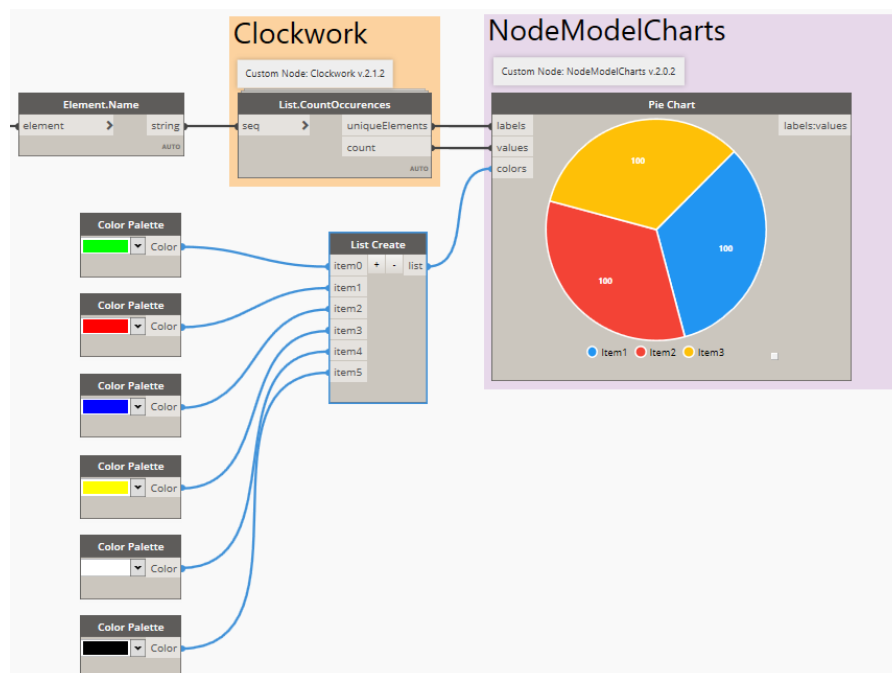 Clockwork
NodeModelCharts
Custom Node: Clockwork v.2.1.2
Custom Node: NodeModelCharts v.2.0.2
Element.Name
element > string
AUTO
List.CountOccurences
seq > uniqueElements
count
AUTO
Pie Chart
labels labels:values
values
colors
100
100
100
Item1 Item2 Item3
Color Palette
Color
Color Palette
Color
Color Palette
Color
Color Palette
Color
Color Palette
Color
Color Palette
Color
List Create
item0 + - list
item1
item2
item3
item4
item5